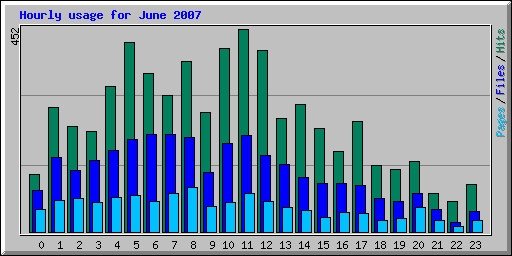 Hourly usage for June 2007
452
Pages / Files / Hits
0 1 2 3 4 5 6 7 8 9 10 11 12 13 14 15 16 17 18 19 20 21 22 23